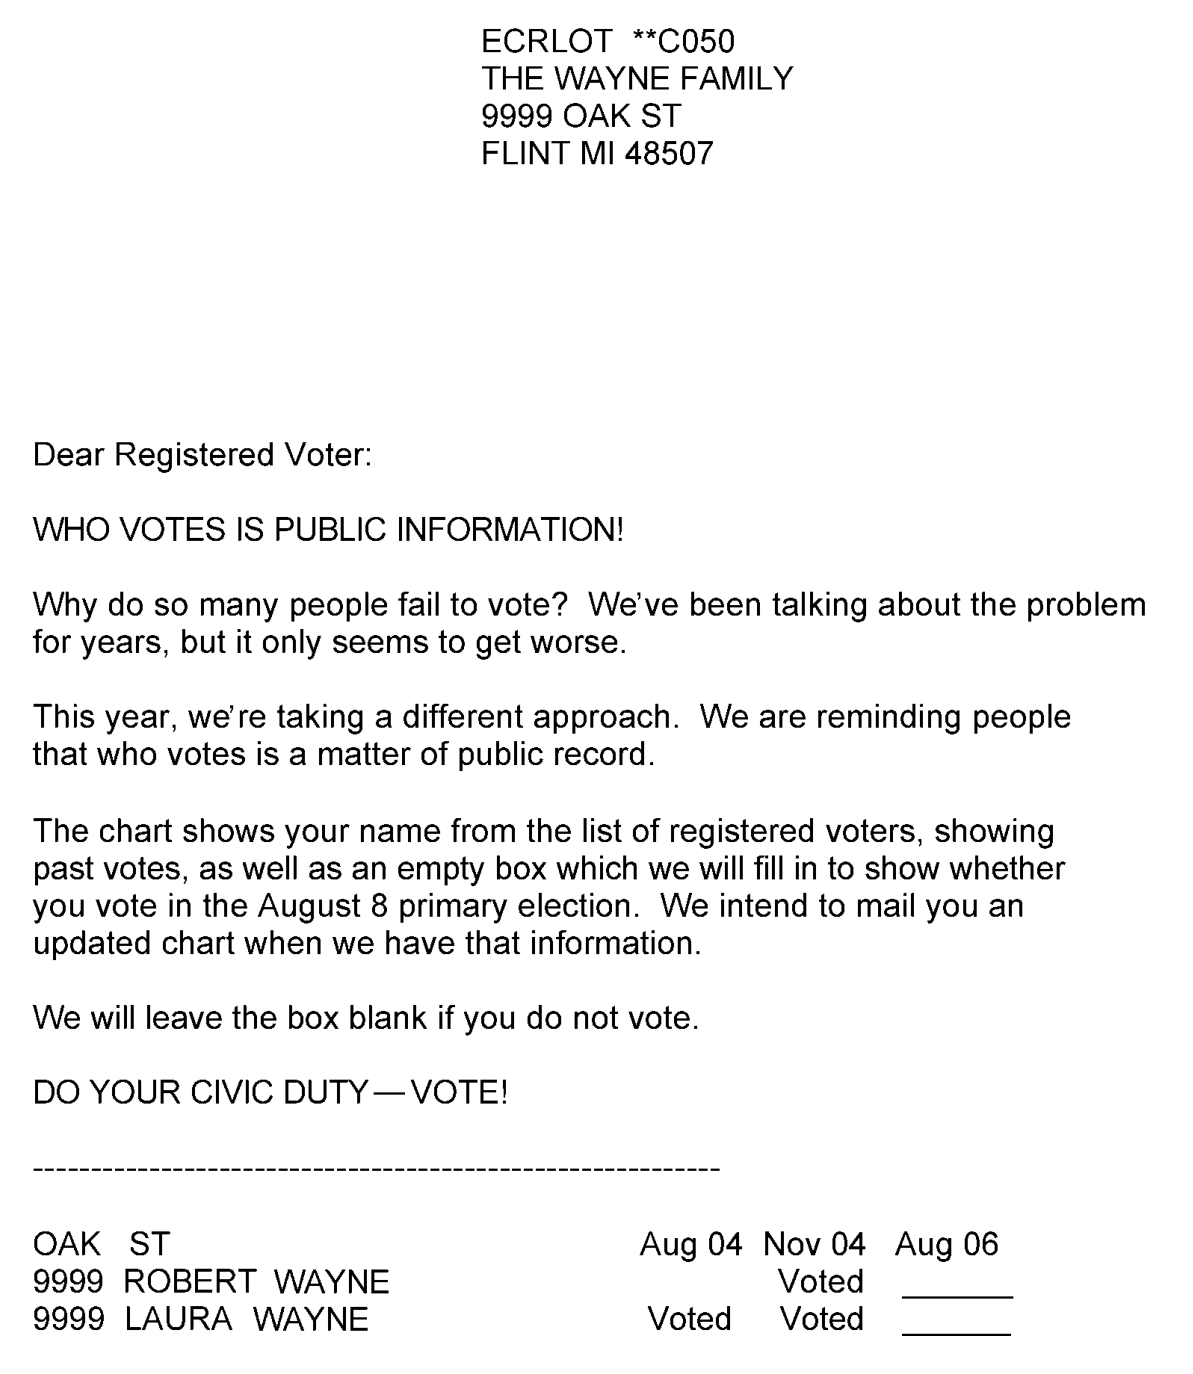 ECRLOT **C050
THE WAYNE FAMILY
9999 OAK ST
FLINT MI 48507
Dear Registered Voter:
WHO VOTES IS PUBLIC INFORMATION!
Why do so many people fail to vote? We've been talking about the problem
for years, but it only seems to get worse.
This year, we're taking a different approach. We are reminding people
that who votes is a matter of public record.
The chart shows your name from the list of registered voters, showing
past votes, as well as an empty box which we will fill in to show whether
you vote in the August 8 primary election. We intend to mail you an
updated chart when we have that information.
We will leave the box blank if you do not vote.
DO YOUR CIVIC DUTY—VOTE!
------------------------------------------------------------
OAK ST Aug 04 Nov 04 Aug 06
9999 ROBERT WAYNE Voted ______
9999 LAURA WAYNE Voted Voted ______